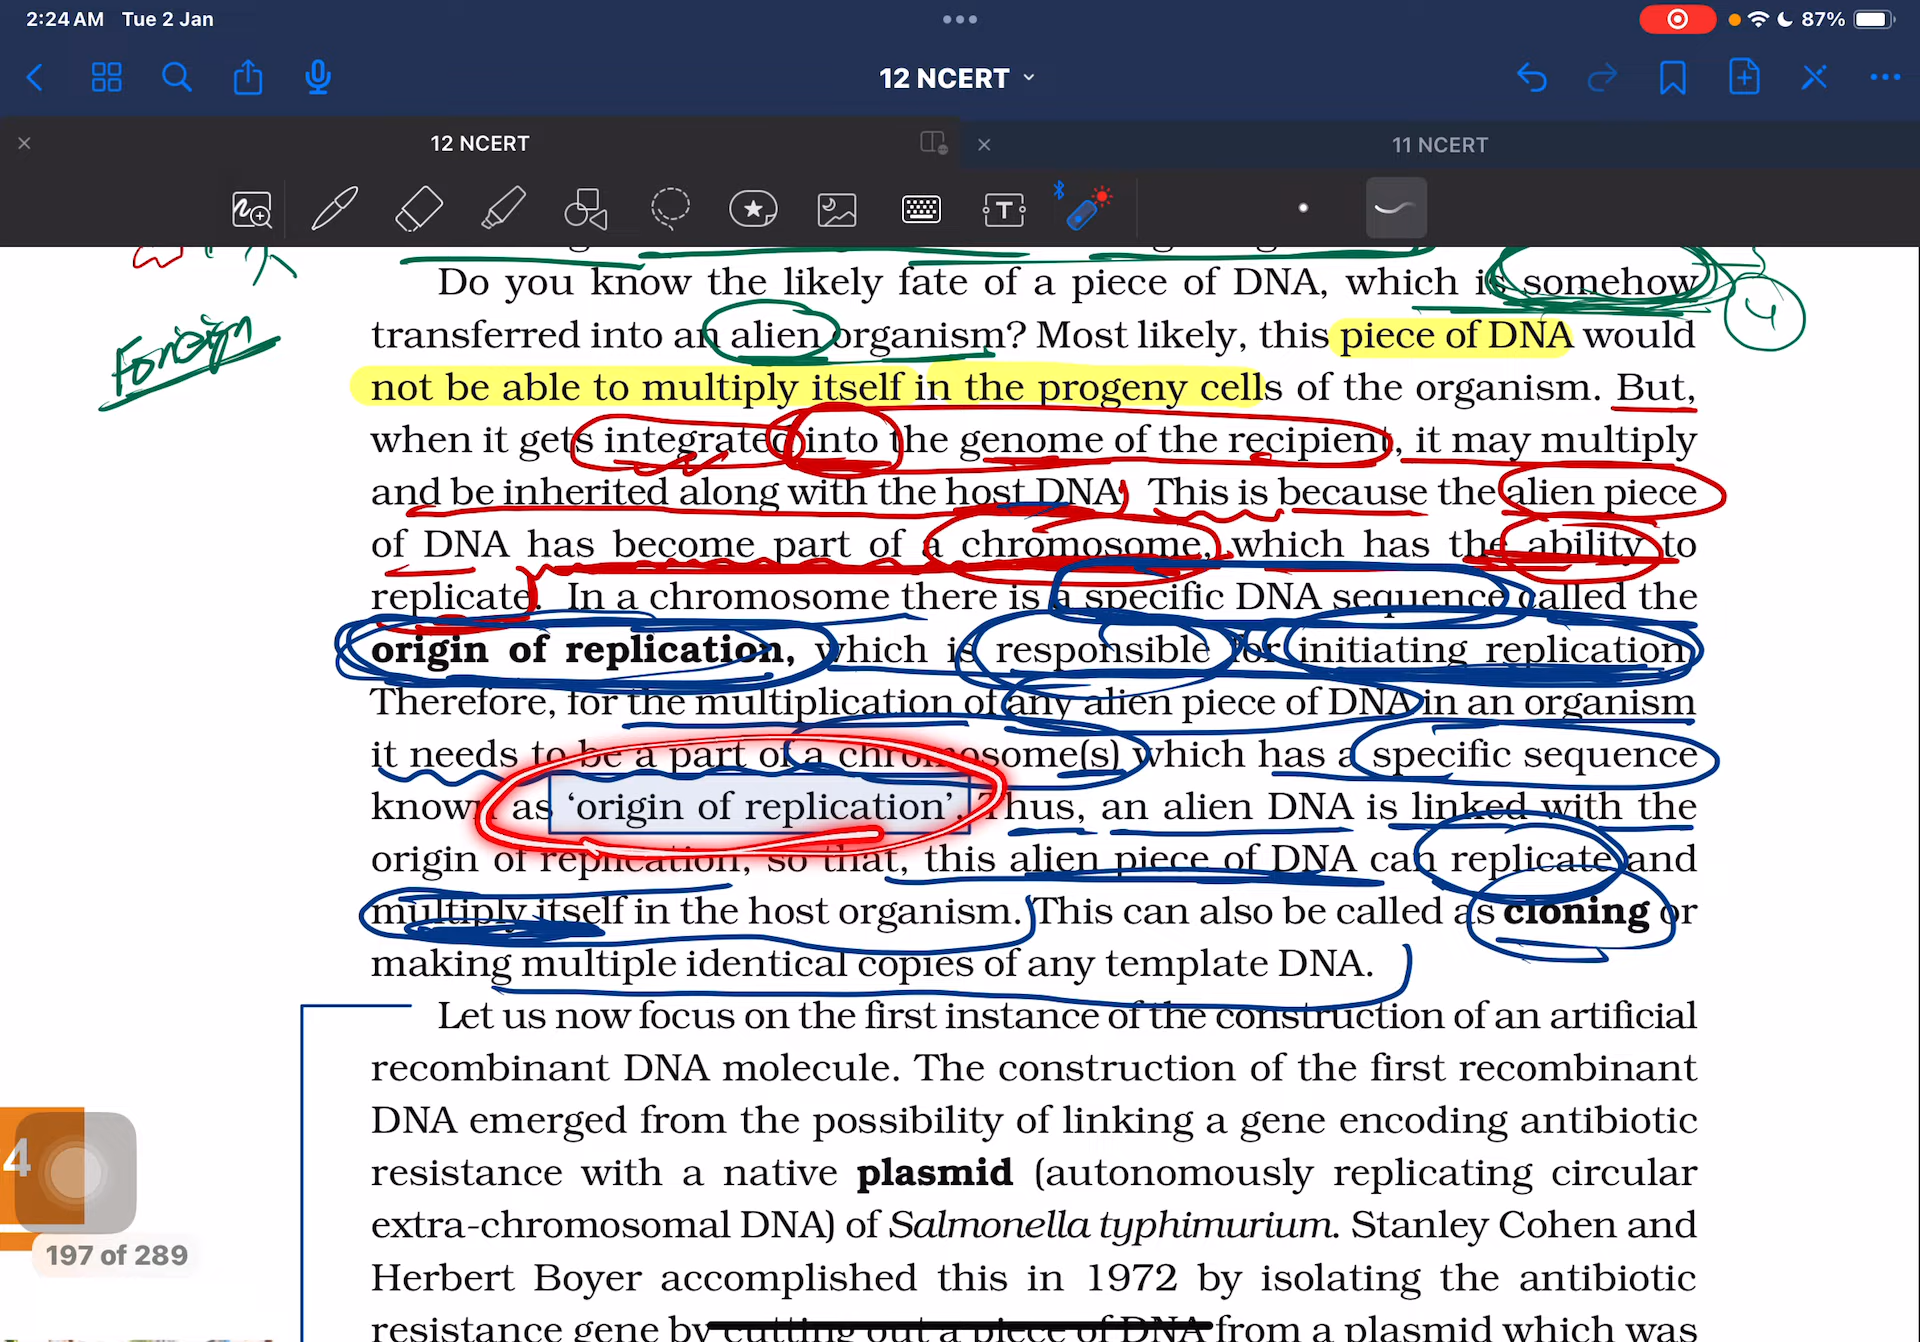 2:24 AM Tue 2 Jan
87%
12 NCERT
12 NCERT
11 NCERT
Do you know the likely fate of a piece of DNA, which is somehow
4
Foreign
transferred into an alien organism? Most likely, this piece of DNA would
not be able to multiply itself in the progeny cells of the organism. But,
when it gets integrated into the genome of the recipient, it may multiply
and be inherited along with the host DNA. This is because the alien piece
of DNA has become part of a chromosome, which has the ability to
replicate. In a chromosome there is a specific DNA sequence called the
origin of replication, which is responsible for initiating replication.
Therefore, for the multiplication of any alien piece of DNA in an organism
it needs to be a part of a chromosome(s) which has a specific sequence
known as ‘origin of replication’. Thus, an alien DNA is linked with the
origin of replication, so that, this alien piece of DNA can replicate and
multiply itself in the host organism. This can also be called as cloning or
making multiple identical copies of any template DNA.
Let us now focus on the first instance of the construction of an artificial
recombinant DNA molecule. The construction of the first recombinant
DNA emerged from the possibility of linking a gene encoding antibiotic
resistance with a native plasmid (autonomously replicating circular
extra-chromosomal DNA) of Salmonella typhimurium. Stanley Cohen and
Herbert Boyer accomplished this in 1972 by isolating the antibiotic
resistance gene by cutting out a piece of DNA from a plasmid which was
4
197 of 289